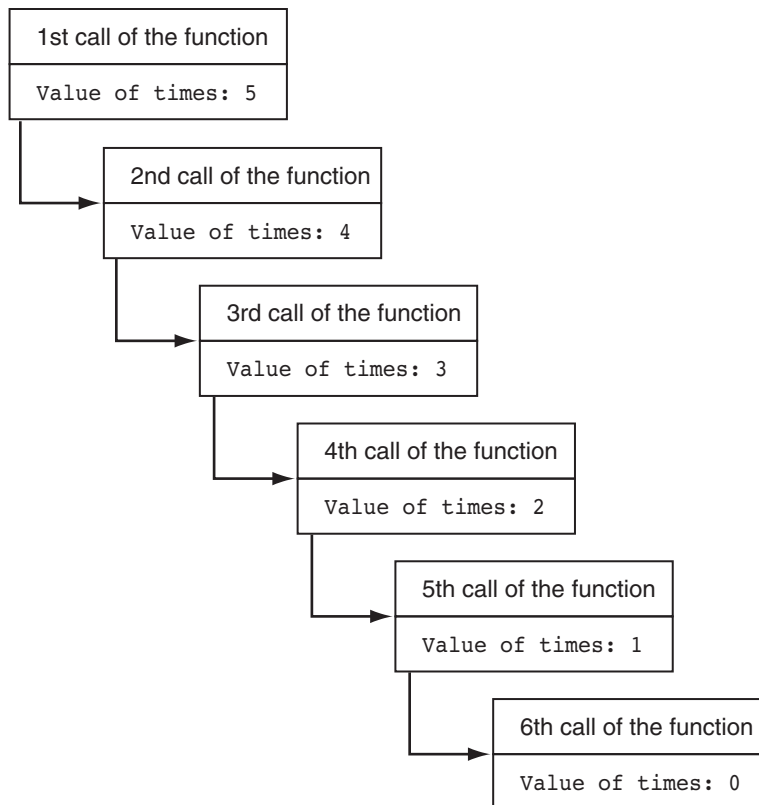 1st call of the function
Value of times: 5
2nd call of the function
Value of times: 4
3rd call of the function
Value of times: 3
4th call of the function
Value of times: 2
5th call of the function
Value of times: 1
6th call of the function
Value of times: 0